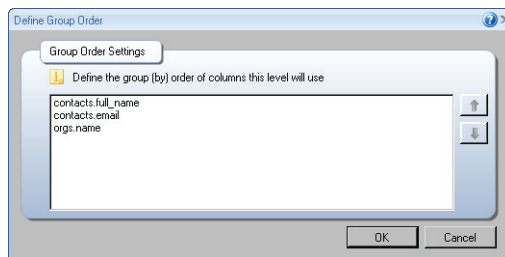 Define Group Order
Group Order Settings
Define the group (by) order of columns this level will use
contacts.full_name
contacts.email
orgs.name
OK
Cancel